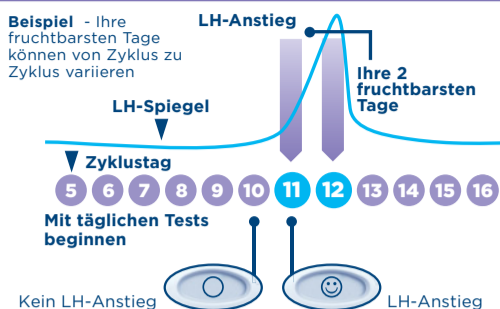 Beispiel - Ihre
fruchtbarsten Tage
können von Zyklus zu
Zyklus variieren
LH-Anstieg
Ihre 2
fruchtbarsten
Tage
LH-Spiegel
Zyklustag
5 6 7 8 9 10 11 12 13 14 15 16
Mit täglichen Tests
beginnen
Kein LH-Anstieg
LH-Anstieg